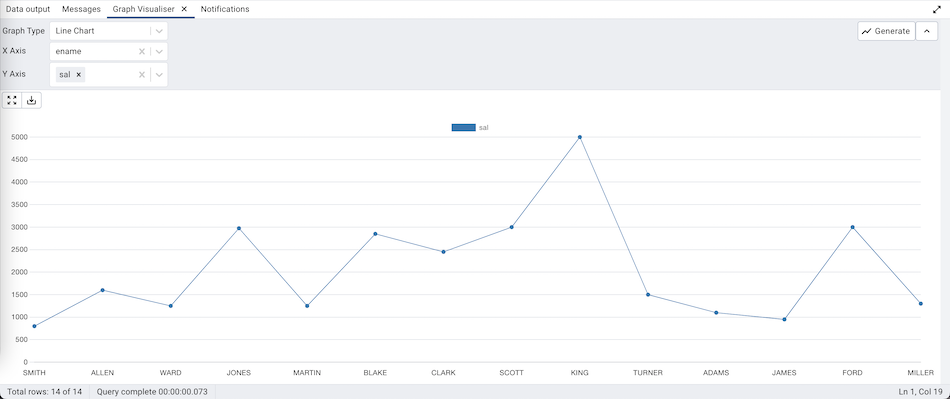 Data output Messages Graph Visualiser Notifications
Graph Type Line Chart Generate
X Axis ename
Y Axis sal
sal
5000
4500
4000
3500
3000
2500
2000
1500
1000
500
0
SMITH ALLEN WARD JONES MARTIN BLAKE CLARK SCOTT KING TURNER ADAMS JAMES FORD MILLER
Total rows: 14 of 14 Query complete 00:00:00.073 Ln 1, Col 19